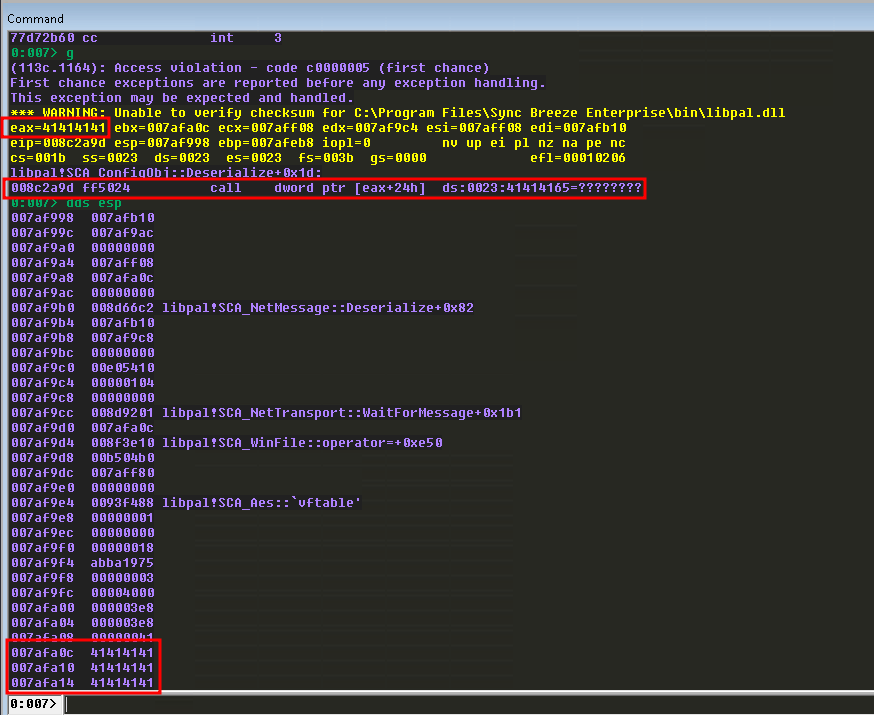 Command
77d72b60 cc int 3
0:007> g
(113c.1164): Access violation - code c0000005 (first chance)
First chance exceptions are reported before any exception handling.
This exception may be expected and handled.
*** WARNING: Unable to verify checksum for C:\Program Files\Sync Breeze Enterprise\bin\libpal.dll
eax=41414141 ebx=007afa0c ecx=007aff08 edx=007af9c4 esi=007aff08 edi=007afb10
eip=008c2a9d esp=007af998 ebp=007afeb8 iopl=0 nv up ei pl nz na pe nc
cs=001b ss=0023 ds=0023 es=0023 fs=003b gs=0000 efl=00010206
libpal!SCA_ConfigObj::Deserialize+0x1d:
008c2a9d ff5024 call dword ptr [eax+24h] ds:0023:41414165=????????
0:007> dds esp
007af998 007afb10
007af99c 007af9ac
007af9a0 00000000
007af9a4 007aff08
007af9a8 007afa0c
007af9ac 00000000
007af9b0 008d66c2 libpal!SCA_NetMessage::Deserialize+0x82
007af9b4 007afb10
007af9b8 007af9c8
007af9bc 00000000
007af9c0 00e05410
007af9c4 00000104
007af9c8 00000000
007af9cc 008d9201 libpal!SCA_NetTransport::WaitForMessage+0x1b1
007af9d0 007afa0c
007af9d4 008f3e10 libpal!SCA_WinFile::operator=+0xe50
007af9d8 00b504b0
007af9dc 007aff80
007af9e0 00000000
007af9e4 0093f488 libpal!SCA_Aes::`vftable'
007af9e8 00000001
007af9ec 00000000
007af9f0 00000018
007af9f4 abba1975
007af9f8 00000003
007af9fc 00004000
007afa00 000003e8
007afa04 000003e8
007afa08 00000041
007afa0c 41414141
007afa10 41414141
007afa14 41414141
0:007>